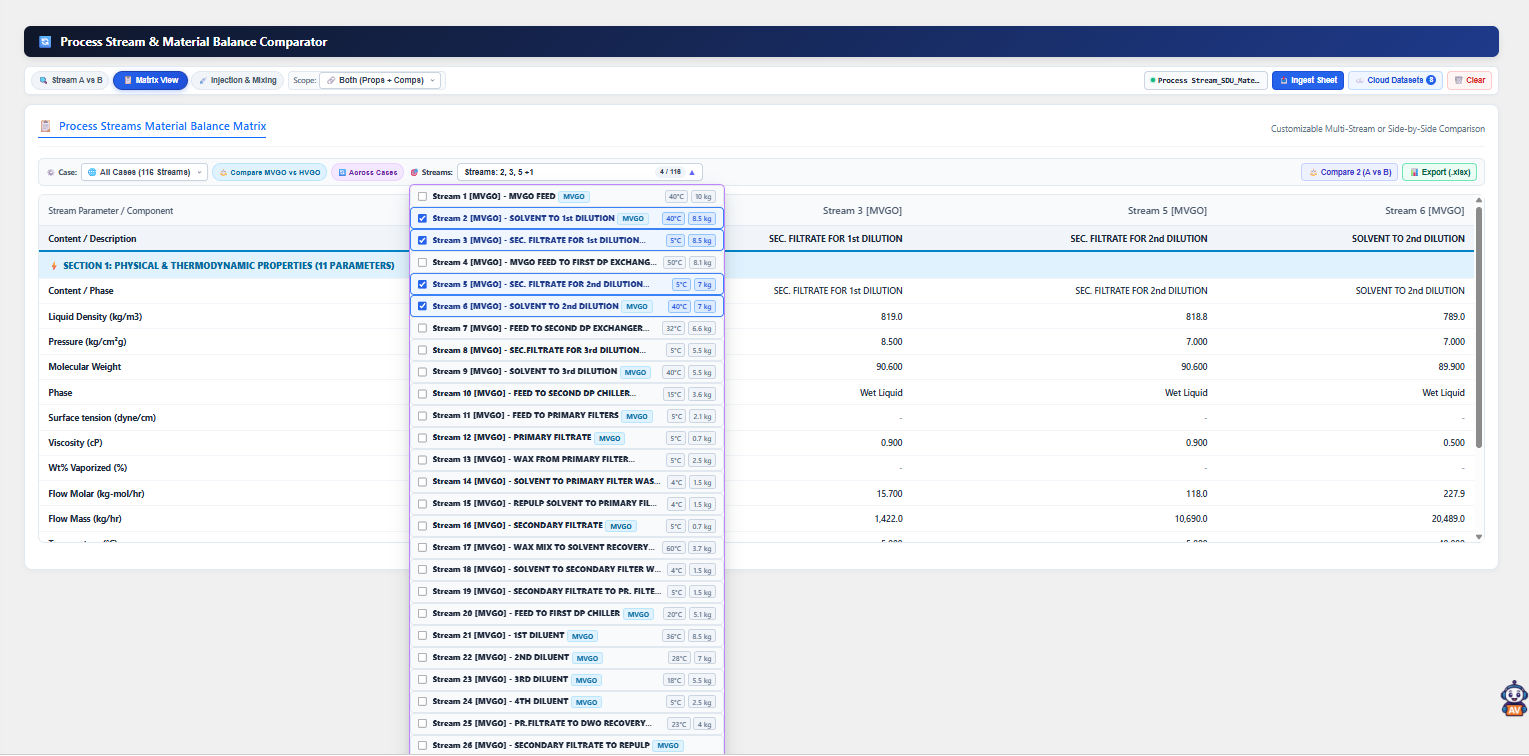 Process Stream & Material Balance Comparator
Stream A vs B Matrix View Injection & Mixing Scope: Both (Props + Comps) Process Stream_SDU_Mate… Ingest Sheet Cloud Datasets 8 Clear
Process Streams Material Balance Matrix
Customizable Multi-Stream or Side-by-Side Comparison
Case: All Cases (116 Streams) Compare MVGO vs HVGO Across Cases Streams: Streams: 2, 3, 5 +1 4 / 116 ▲ Compare 2 (A vs B) Export (.xlsx)
Stream 1 [MVGO] - MVGO FEED MVGO 40°C 10 kg
Stream 2 [MVGO] - SOLVENT TO 1st DILUTION MVGO 40°C 8.5 kg
Stream 3 [MVGO] - SEC. FILTRATE FOR 1st DILUTION... 5°C 8.5 kg
Stream 4 [MVGO] - MVGO FEED TO FIRST DP EXCHANG... 50°C 8.1 kg
Stream 5 [MVGO] - SEC. FILTRATE FOR 2nd DILUTION... 5°C 7 kg
Stream 6 [MVGO] - SOLVENT TO 2nd DILUTION MVGO 40°C 7 kg
Stream 7 [MVGO] - FEED TO SECOND DP EXCHANGER... 32°C 6.6 kg
Stream 8 [MVGO] - SEC.FILTRATE FOR 3rd DILUTION... 5°C 5.5 kg
Stream 9 [MVGO] - SOLVENT TO 3rd DILUTION MVGO 40°C 5.5 kg
Stream 10 [MVGO] - FEED TO SECOND DP CHILLER... 15°C 3.6 kg
Stream 11 [MVGO] - FEED TO PRIMARY FILTERS MVGO 5°C 2.1 kg
Stream 12 [MVGO] - PRIMARY FILTRATE MVGO 5°C 0.7 kg
Stream 13 [MVGO] - WAX FROM PRIMARY FILTER... 5°C 2.5 kg
Stream 14 [MVGO] - SOLVENT TO PRIMARY FILTER WAS... 4°C 1.5 kg
Stream 15 [MVGO] - REPULP SOLVENT TO PRIMARY FIL... 4°C 1.5 kg
Stream 16 [MVGO] - SECONDARY FILTRATE MVGO 5°C 0.7 kg
Stream 17 [MVGO] - WAX MIX TO SOLVENT RECOVERY... 60°C 3.7 kg
Stream 18 [MVGO] - SOLVENT TO SECONDARY FILTER W... 4°C 1.5 kg
Stream 19 [MVGO] - SECONDARY FILTRATE TO PR. FILTE... 5°C 1.5 kg
Stream 20 [MVGO] - FEED TO FIRST DP CHILLER MVGO 20°C 5.1 kg
Stream 21 [MVGO] - 1ST DILUENT MVGO 36°C 8.5 kg
Stream 22 [MVGO] - 2ND DILUENT MVGO 28°C 7 kg
Stream 23 [MVGO] - 3RD DILUENT MVGO 18°C 5.5 kg
Stream 24 [MVGO] - 4TH DILUENT MVGO 5°C 2.5 kg
Stream 25 [MVGO] - PR.FILTRATE TO DWO RECOVERY... 23°C 4 kg
Stream 26 [MVGO] - SECONDARY FILTRATE TO REPULP MVGO
Stream Parameter / Component Stream 3 [MVGO] Stream 5 [MVGO] Stream 6 [MVGO]
Content / Description SEC. FILTRATE FOR 1st DILUTION SEC. FILTRATE FOR 2nd DILUTION SOLVENT TO 2nd DILUTION
SECTION 1: PHYSICAL & THERMODYNAMIC PROPERTIES (11 PARAMETERS)
Content / Phase SEC. FILTRATE FOR 1st DILUTION SEC. FILTRATE FOR 2nd DILUTION SOLVENT TO 2nd DILUTION
Liquid Density (kg/m3) 819.0 818.8 789.0
Pressure (kg/cm²g) 8.500 7.000 7.000
Molecular Weight 90.600 90.600 89.900
Phase Wet Liquid Wet Liquid Wet Liquid
Surface tension (dyne/cm) - - -
Viscosity (cP) 0.900 0.900 0.500
Wt% Vaporized (%) - - -
Flow Molar (kg-mol/hr) 15.700 118.0 227.9
Flow Mass (kg/hr) 1,422.0 10,690.0 20,489.0
AV